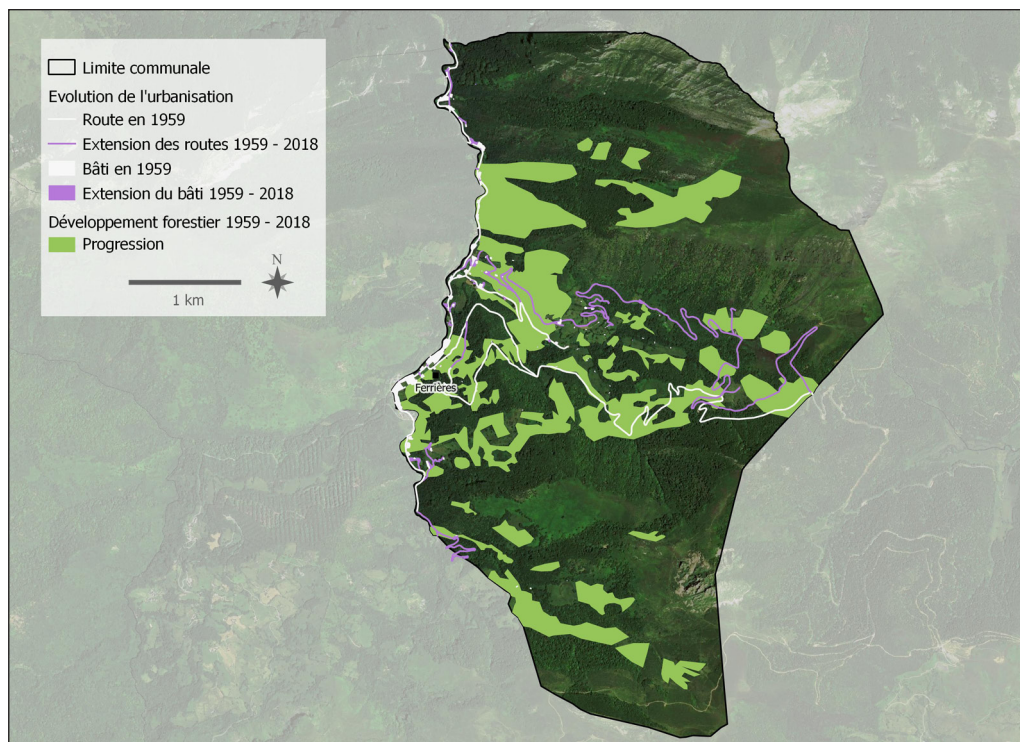 Limite communale
Evolution de l'urbanisation
Route en 1959
Extension des routes 1959 - 2018
Bâti en 1959
Extension du bâti 1959 - 2018
Développement forestier 1959 - 2018
Progression
N
1 km
Ferrières